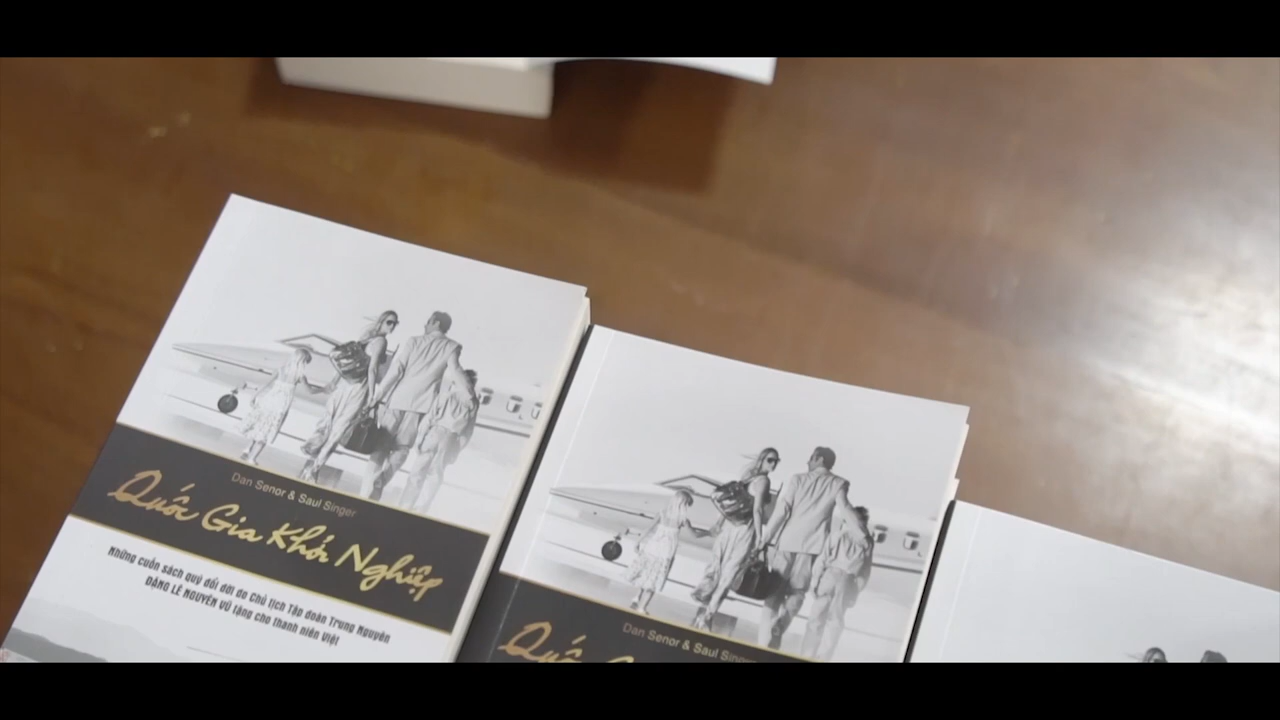 Dan Senor & Saul Singer
Quốc Gia Khởi Nghiệp
Những cuốn sách quý đổi đời do Chủ tịch Tập đoàn Trung Nguyên
ĐẶNG LÊ NGUYÊN VŨ tặng cho thanh niên Việt
Dan Senor & Saul Singer
Quốc